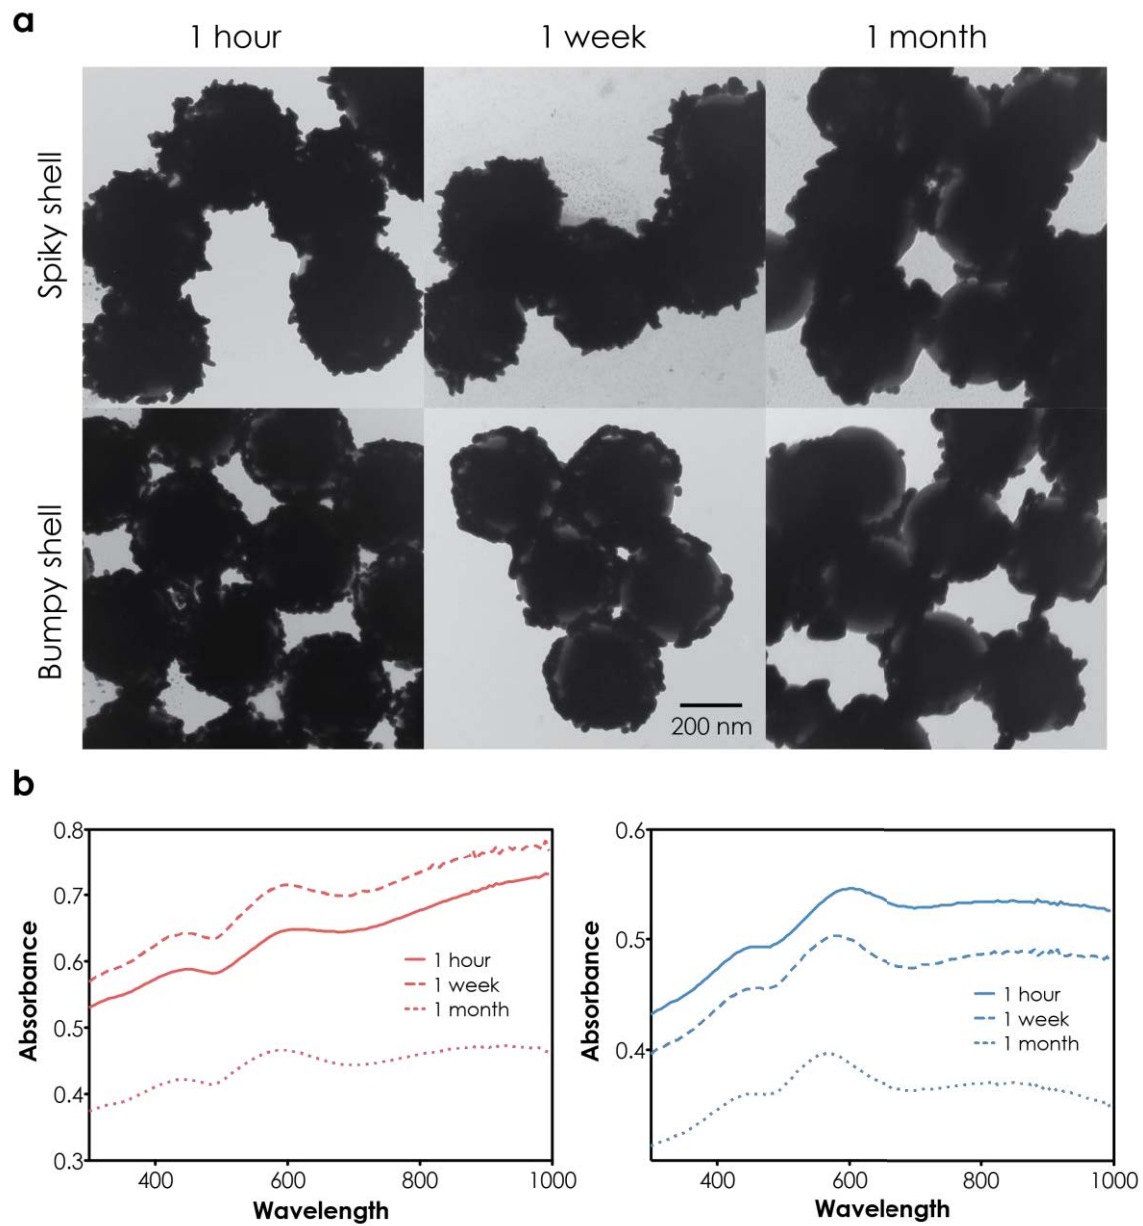 a
1 hour 1 week 1 month
Spiky shell
Bumpy shell
200 nm
b
0.8
0.7
0.6
0.5
0.4
0.3
Absorbance
400 600 800 1000
Wavelength
1 hour
1 week
1 month
0.6
0.5
0.4
Absorbance
400 600 800 1000
Wavelength
1 hour
1 week
1 month